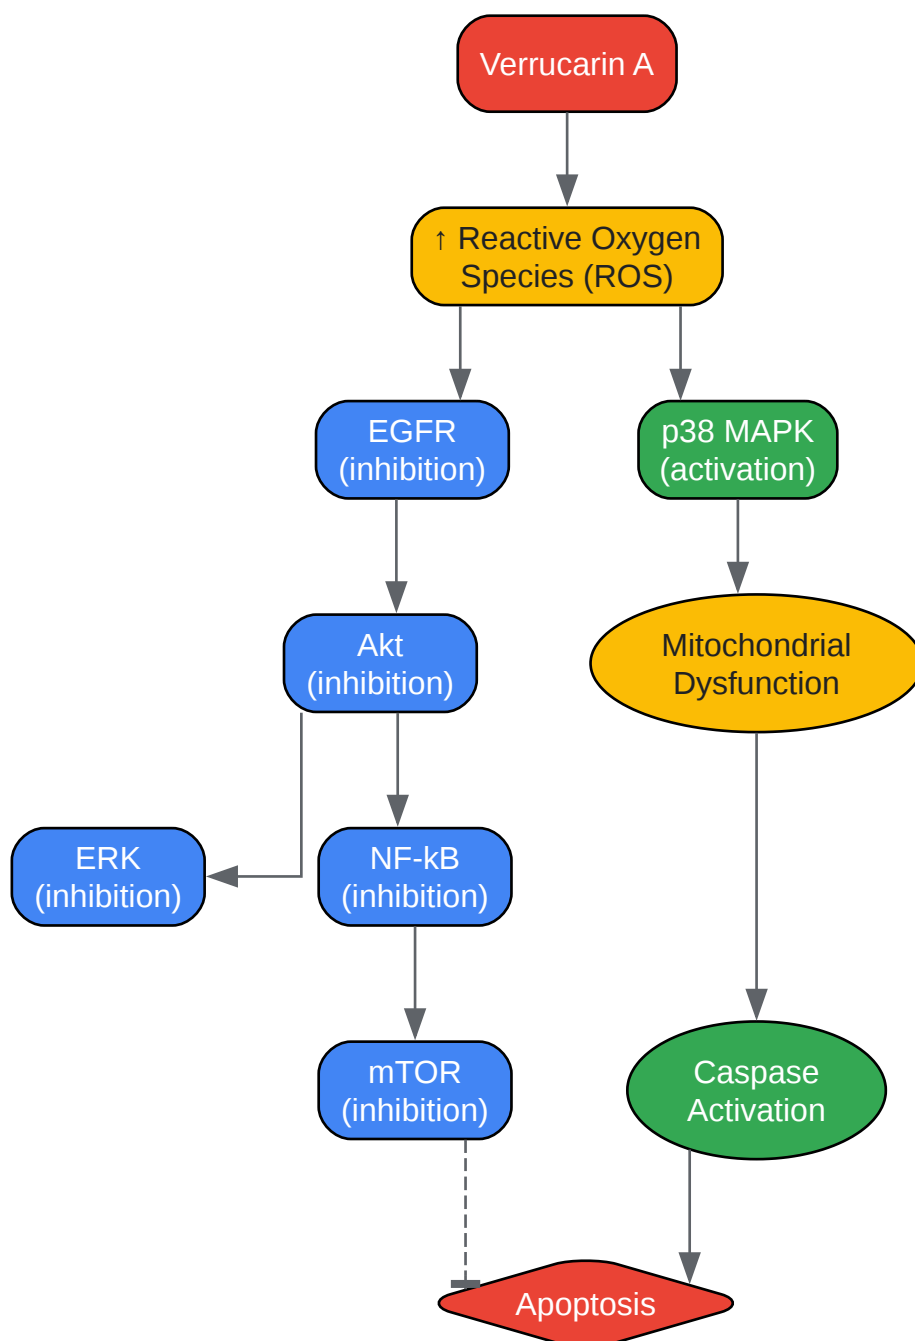 Verrucarin A
↑ Reactive Oxygen
Species (ROS)
EGFR
(inhibition)
p38 MAPK
(activation)
Akt
(inhibition)
Mitochondrial
Dysfunction
ERK
(inhibition)
NF-kB
(inhibition)
mTOR
(inhibition)
Caspase
Activation
Apoptosis